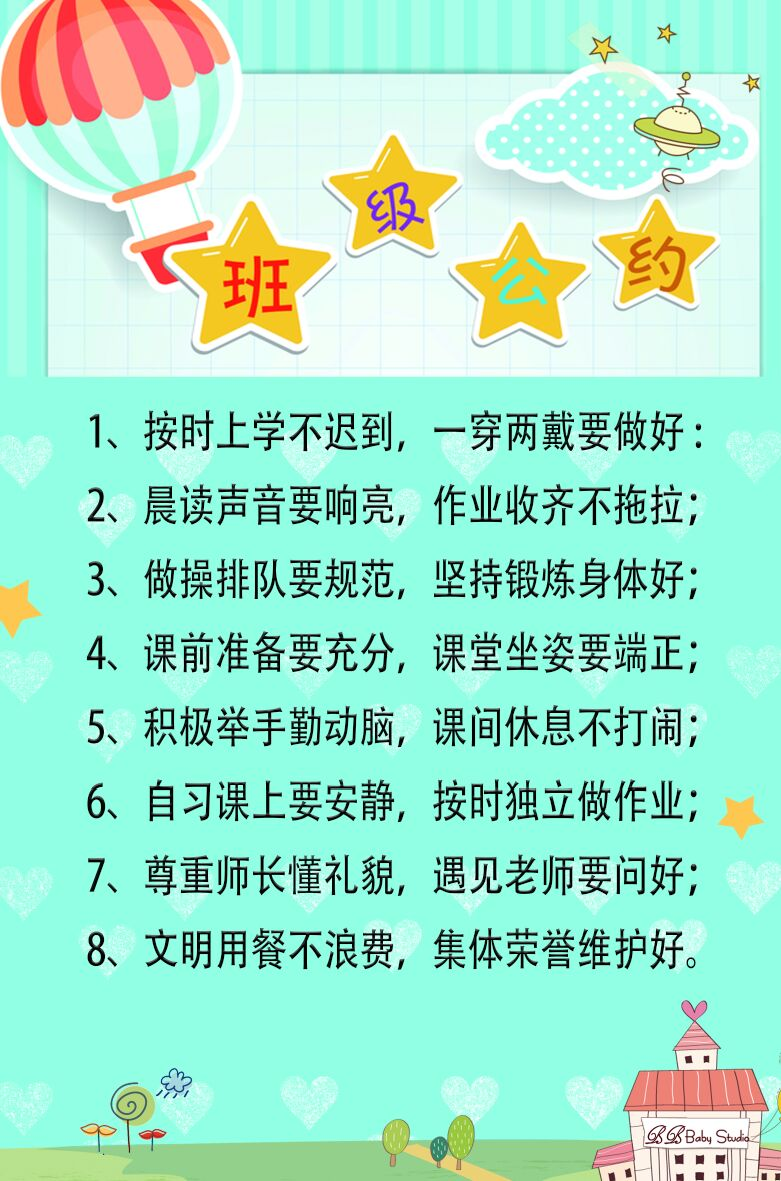 班级公约
1、按时上学不迟到，一穿两戴要做好：
2、晨读声音要响亮，作业收齐不拖拉；
3、做操排队要规范，坚持锻炼身体好；
4、课前准备要充分，课堂坐姿要端正；
5、积极举手勤动脑，课间休息不打闹；
6、自习课上要安静，按时独立做作业；
7、尊重师长懂礼貌，遇见老师要问好；
8、文明用餐不浪费，集体荣誉维护好。
BB Baby Studio